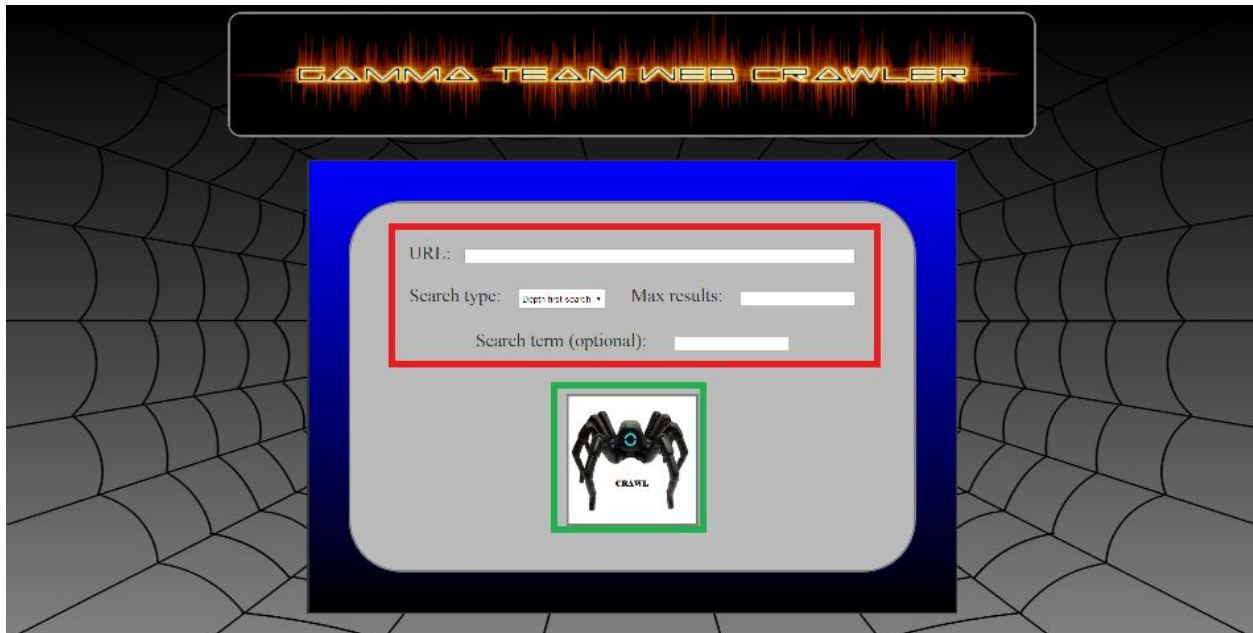 GAMMA TEAM WEB CRAWLER
URL:
Search type: Depth first search Max results:
Search term (optional):
CRAWL